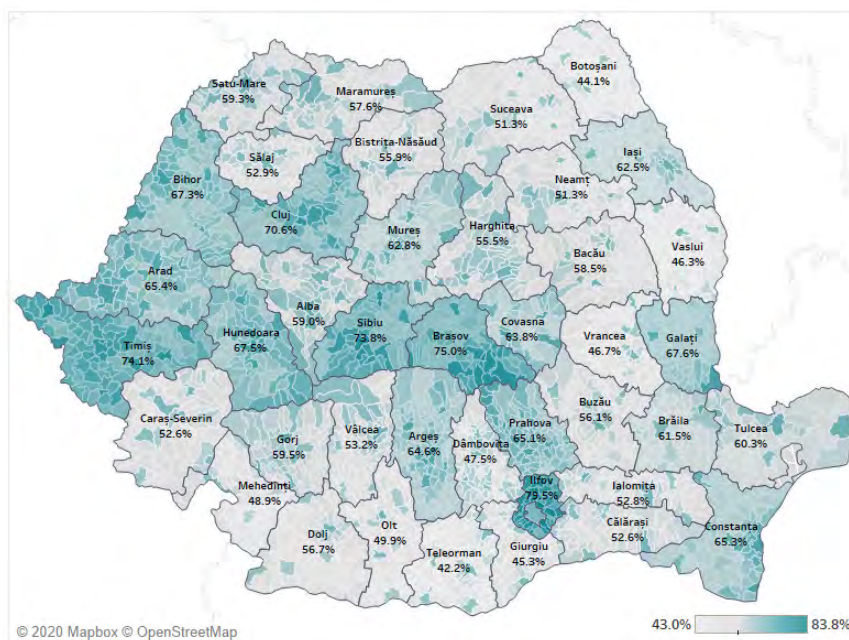 Botoșani
44.1%
Satu-Mare
59.3%
Maramureș
57.6%
Suceava
51.3%
Bistrița-Năsăud
55.9%
Iași
62.5%
Sălaj
52.9%
Bihor
67.3%
Neamț
51.3%
Cluj
70.6%
Mureș
62.8%
Harghita
55.5%
Vaslui
46.3%
Bacău
58.5%
Arad
65.4%
Alba
59.0%
Sibiu
73.8%
Brașov
75.0%
Covasna
63.8%
Hunedoara
67.5%
Timiș
74.1%
Vrancea
46.7%
Galați
67.6%
Caraș-Severin
52.6%
Buzău
56.1%
Brăila
61.5%
Tulcea
60.3%
Gorj
59.5%
Vâlcea
53.2%
Argeș
64.6%
Prahova
65.1%
Dâmbovița
47.5%
Mehedinți
48.9%
Ilfov
79.5%
Ialomița
52.8%
Călărași
52.6%
Constanța
65.3%
Dolj
56.7%
Olt
49.9%
Teleorman
42.2%
Giurgiu
45.3%
© 2020 Mapbox © OpenStreetMap
43.0% 83.8%